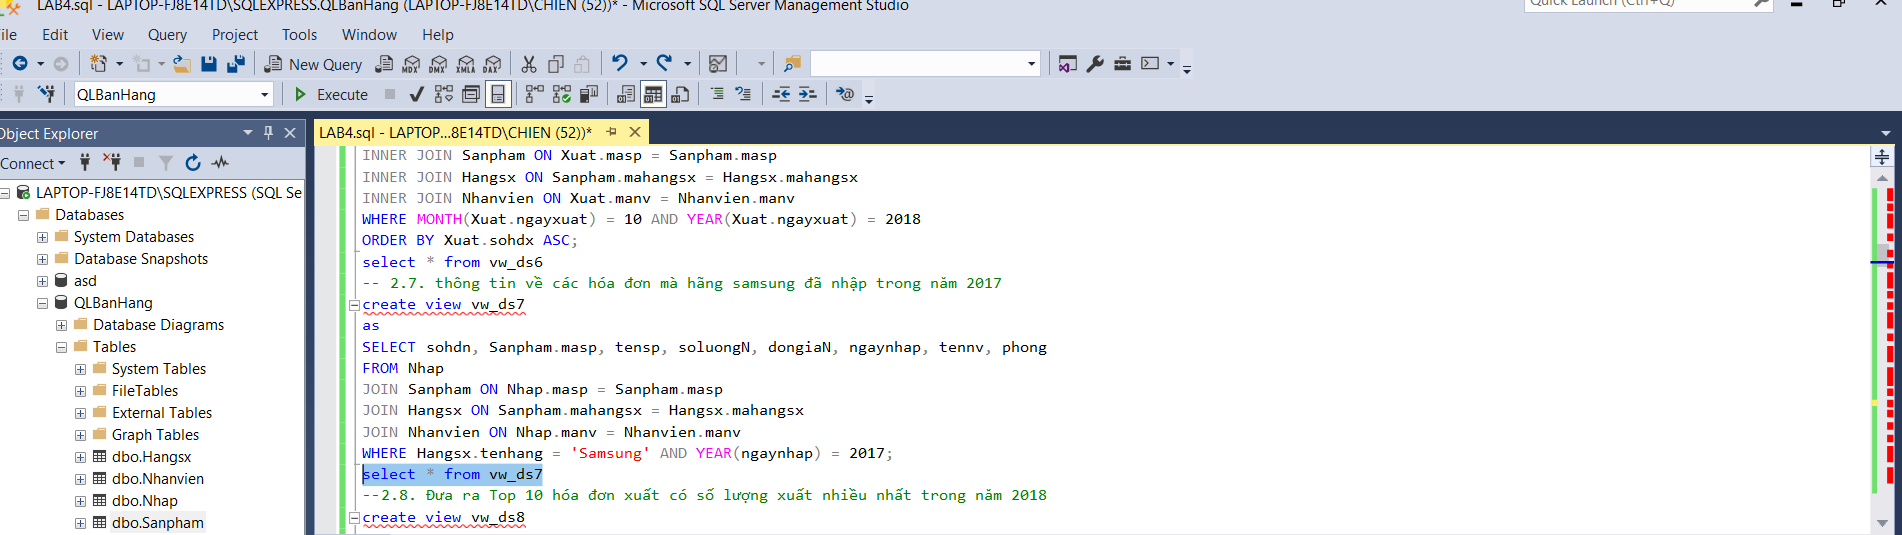 LAB4.sql - LAPTOP-FJ8E14TD\SQLEXPRESS.QLBanHang (LAPTOP-FJ8E14TD\CHIEN (52))* - Microsoft SQL Server Management Studio
Quick Launch (Ctrl+Q)
ile Edit View Query Project Tools Window Help
New Query MDX DMX XMLA DAX
QLBanHang Execute
Object Explorer
Connect
LAPTOP-FJ8E14TD\SQLEXPRESS (SQL Se
Databases
System Databases
Database Snapshots
asd
QLBanHang
Database Diagrams
Tables
System Tables
FileTables
External Tables
Graph Tables
dbo.Hangsx
dbo.Nhanvien
dbo.Nhap
dbo.Sanpham
LAB4.sql - LAPTOP...8E14TD\CHIEN (52))*
INNER JOIN Sanpham ON Xuat.masp = Sanpham.masp
INNER JOIN Hangsx ON Sanpham.mahangsx = Hangsx.mahangsx
INNER JOIN Nhanvien ON Xuat.manv = Nhanvien.manv
WHERE MONTH(Xuat.ngayxuat) = 10 AND YEAR(Xuat.ngayxuat) = 2018
ORDER BY Xuat.sohdx ASC;
select * from vw_ds6
-- 2.7. thông tin về các hóa đơn mà hãng samsung đã nhập trong năm 2017
create view vw_ds7
as
SELECT sohdn, Sanpham.masp, tensp, soluongN, dongiaN, ngaynhap, tennv, phong
FROM Nhap
JOIN Sanpham ON Nhap.masp = Sanpham.masp
JOIN Hangsx ON Sanpham.mahangsx = Hangsx.mahangsx
JOIN Nhanvien ON Nhap.manv = Nhanvien.manv
WHERE Hangsx.tenhang = 'Samsung' AND YEAR(ngaynhap) = 2017;
select * from vw_ds7
--2.8. Đưa ra Top 10 hóa đơn xuất có số lượng xuất nhiều nhất trong năm 2018
create view vw_ds8